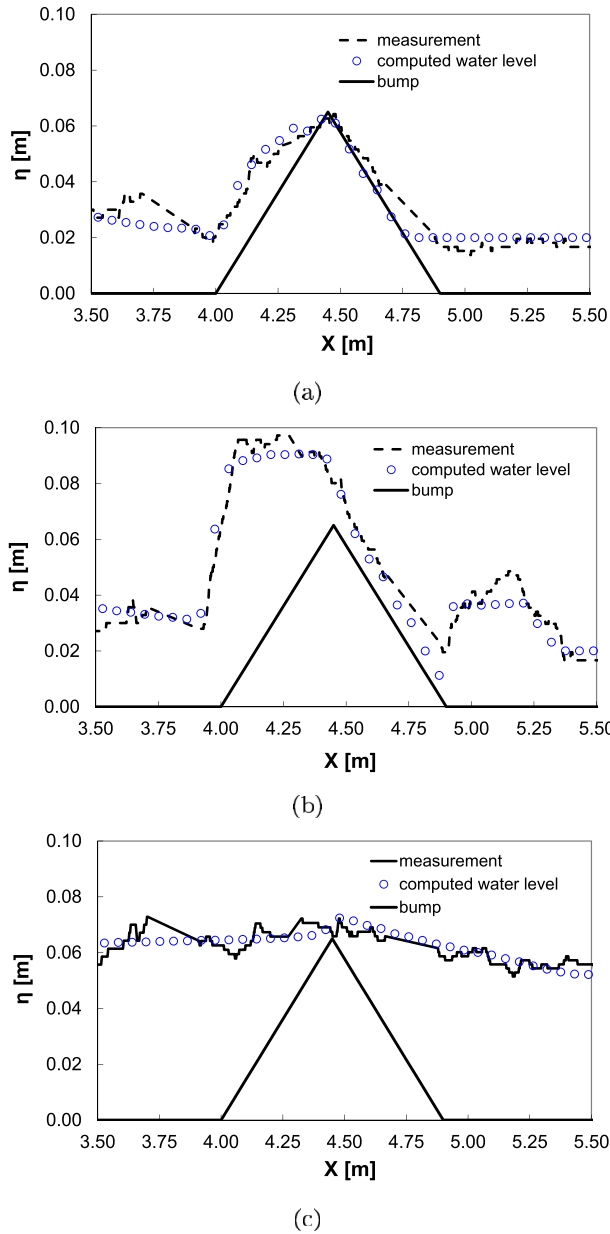 0.10
measurement
computed water level
bump
0.08
0.06
η [m]
0.04
0.02
0.00
3.50 3.75 4.00 4.25 4.50 4.75 5.00 5.25 5.50
X [m]
(a)
0.10
measurement
computed water level
bump
0.08
0.06
η [m]
0.04
0.02
0.00
3.50 3.75 4.00 4.25 4.50 4.75 5.00 5.25 5.50
X [m]
(b)
0.10
measurement
computed water level
bump
0.08
0.06
η [m]
0.04
0.02
0.00
3.50 3.75 4.00 4.25 4.50 4.75 5.00 5.25 5.50
X [m]
(c)